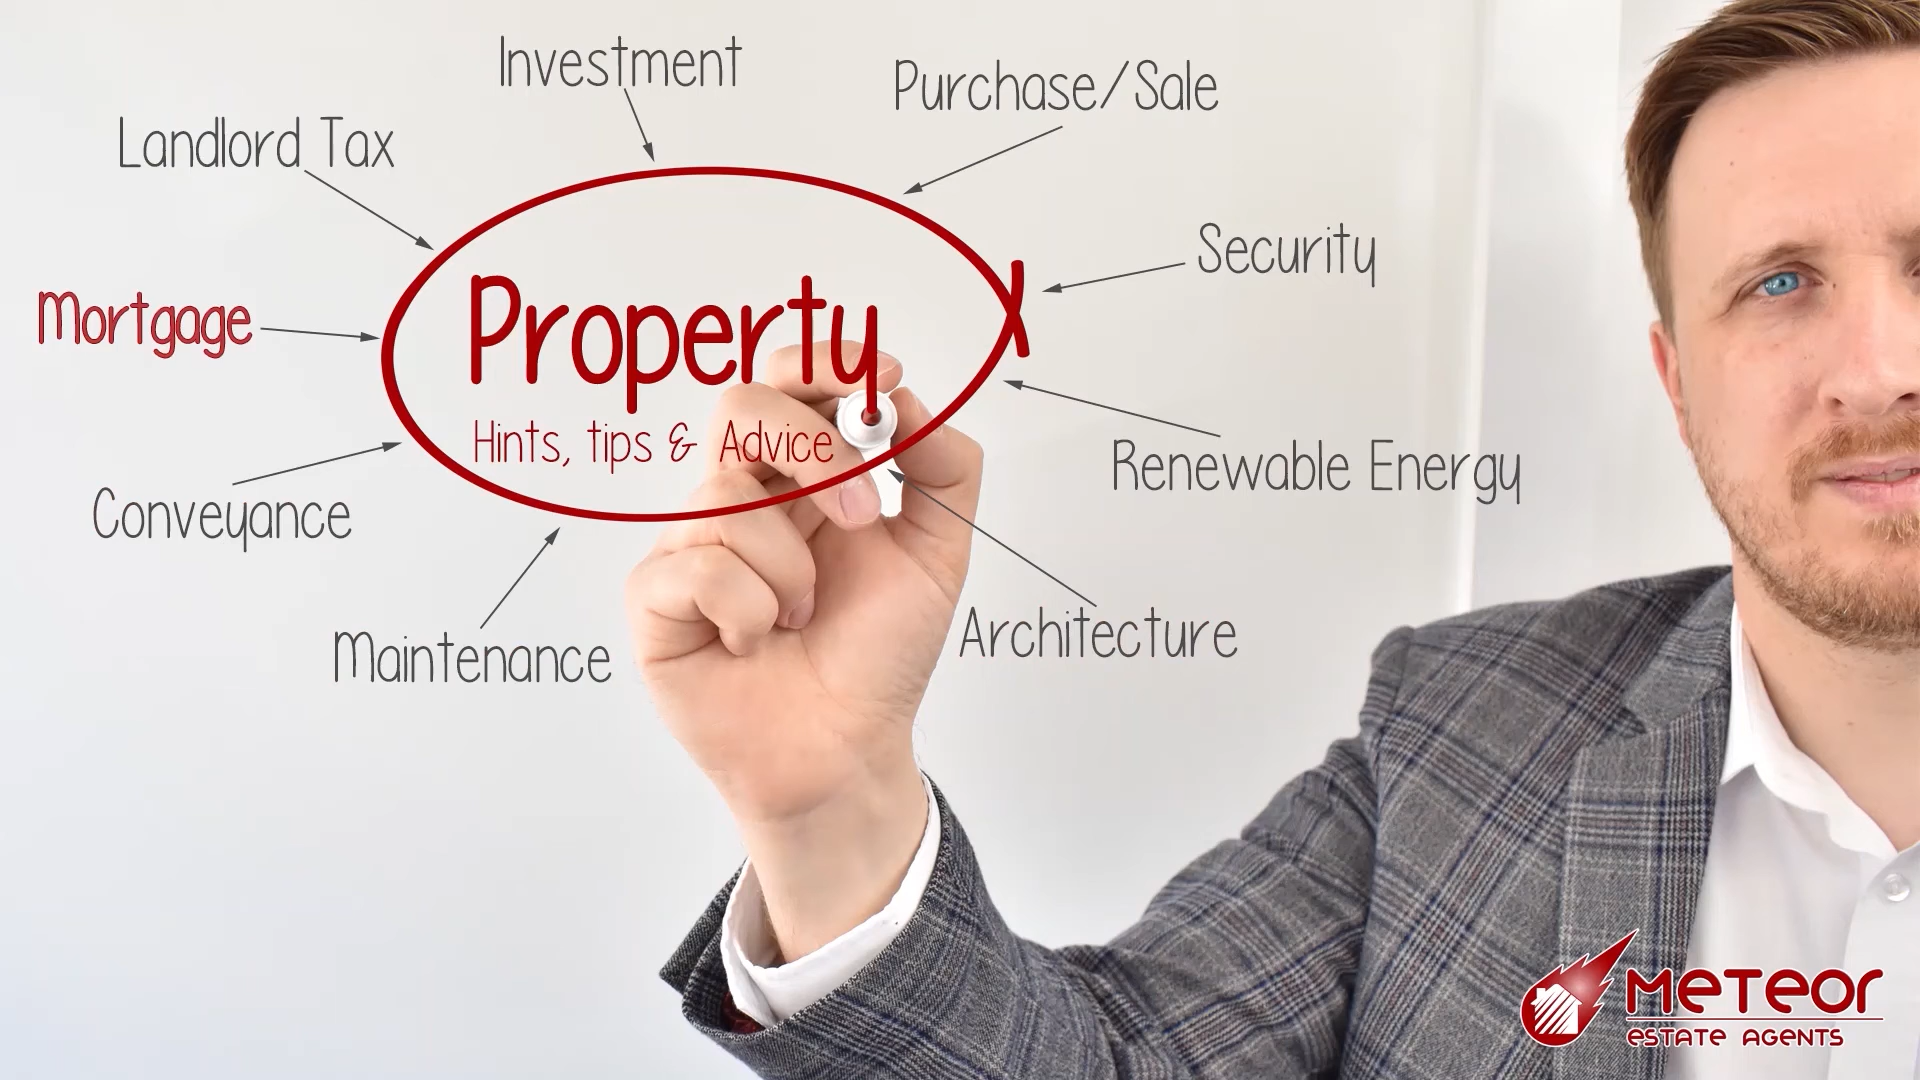 Investment
Purchase/Sale
Landlord Tax
Security
Mortgage
Property
Hints, tips & Advice
Renewable Energy
Conveyance
Architecture
Maintenance
METEOR
ESTATE AGENTS